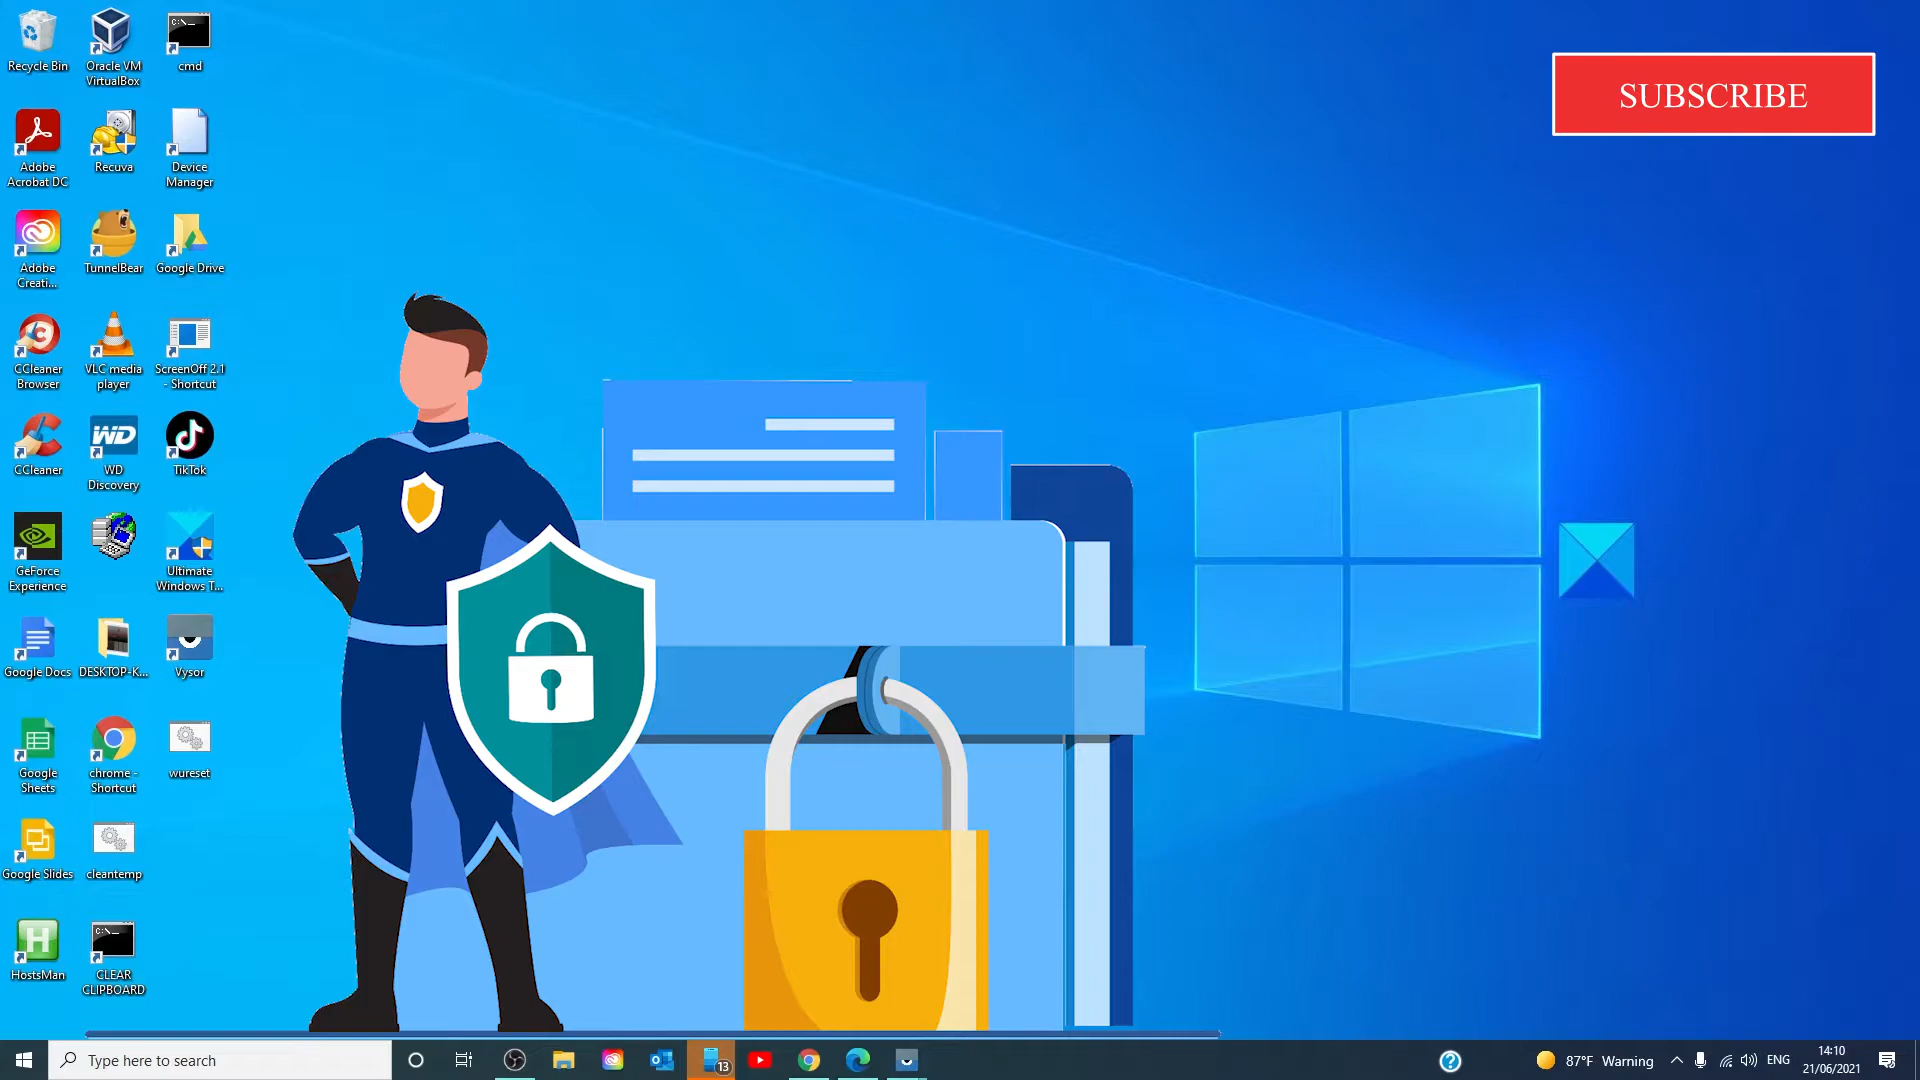 Recycle Bin
Oracle VM
VirtualBox
cmd
SUBSCRIBE
Adobe
Acrobat DC
Recuva
Device
Manager
Adobe
Creati...
TunnelBear
Google Drive
CCleaner
Browser
VLC media
player
ScreenOff 2.1
- Shortcut
CCleaner
WD
WD
Discovery
TikTok
GeForce
Experience
Ultimate
Windows T...
Google Docs
DESKTOP-K...
Vysor
Google
Sheets
chrome -
Shortcut
wureset
Google Slides
cleantemp
H
HostsMan
C:\_
CLEAR
CLIPBOARD
Type here to search
13
87°F Warning
ENG
14:10
21/06/2021